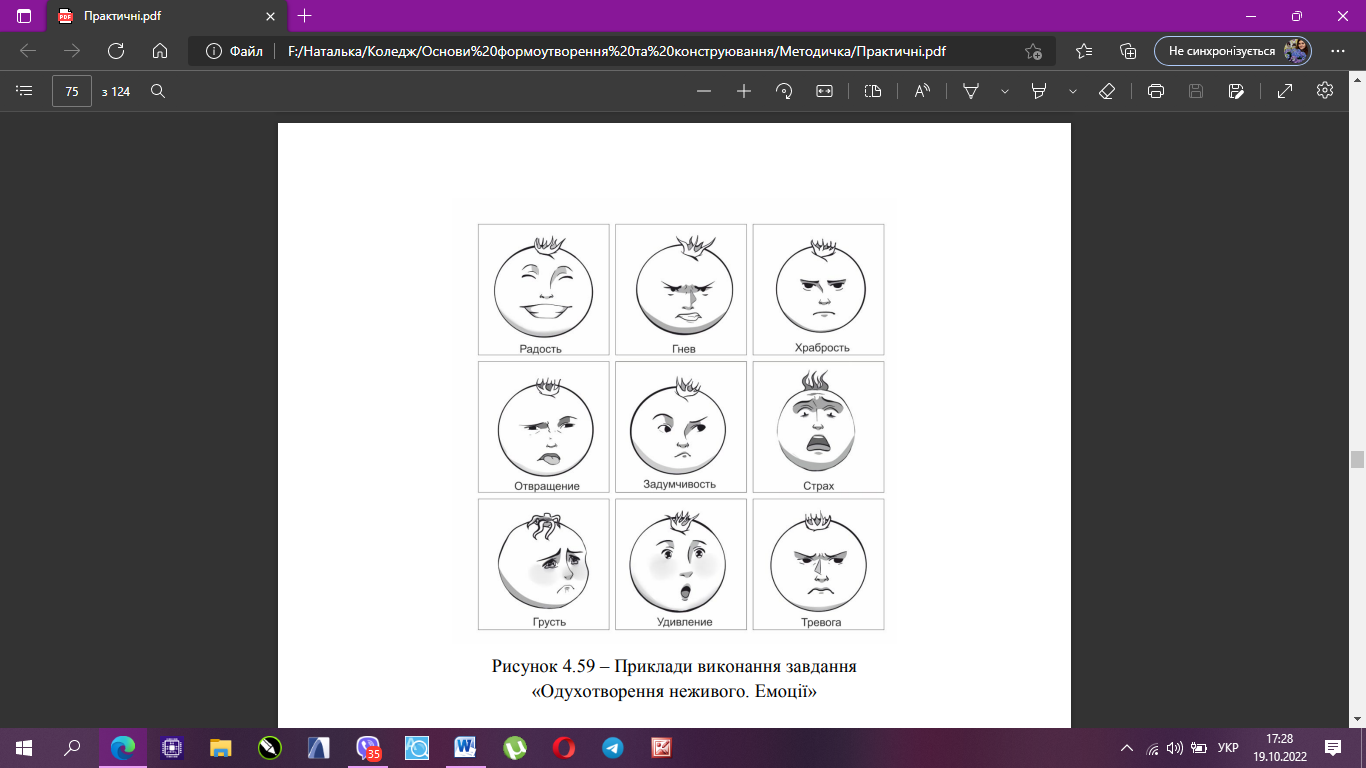 Практичні.pdf
Файл
F:/Наталька/Коледж/Основи%20формоутворення%20та%20конструювання/Методичка/Практичні.pdf
Не синхронізується
75
з 124
Радость
Гнев
Храбрость
Отвращение
Задумчивость
Страх
Грусть
Удивление
Тревога
Рисунок 4.59 – Приклади виконання завдання
«Одухотворення неживого. Емоції»
35
УКР
17:28
19.10.2022